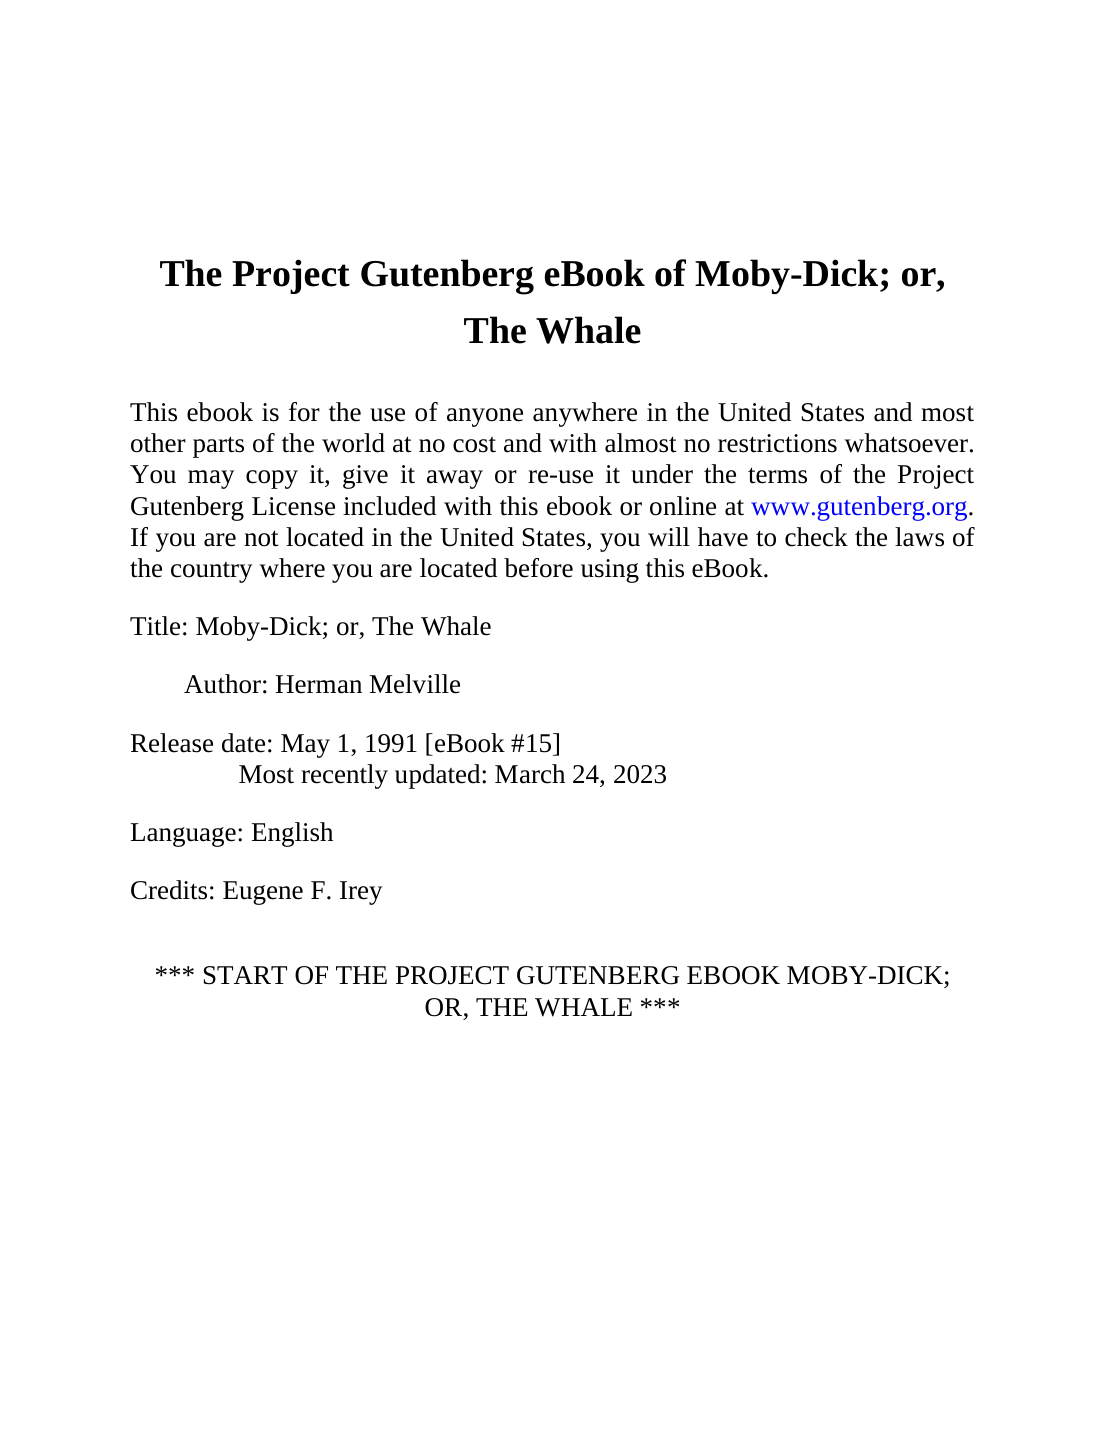 The Project Gutenberg eBook of Moby-Dick; or,
The Whale
This ebook is for the use of anyone anywhere in the United States and most
other parts of the world at no cost and with almost no restrictions whatsoever.
You may copy it, give it away or re-use it under the terms of the Project
Gutenberg License included with this ebook or online at www.gutenberg.org.
If you are not located in the United States, you will have to check the laws of
the country where you are located before using this eBook.
Title: Moby-Dick; or, The Whale
Author: Herman Melville
Release date: May 1, 1991 [eBook #15]
Most recently updated: March 24, 2023
Language: English
Credits: Eugene F. Irey
*** START OF THE PROJECT GUTENBERG EBOOK MOBY-DICK;
OR, THE WHALE ***